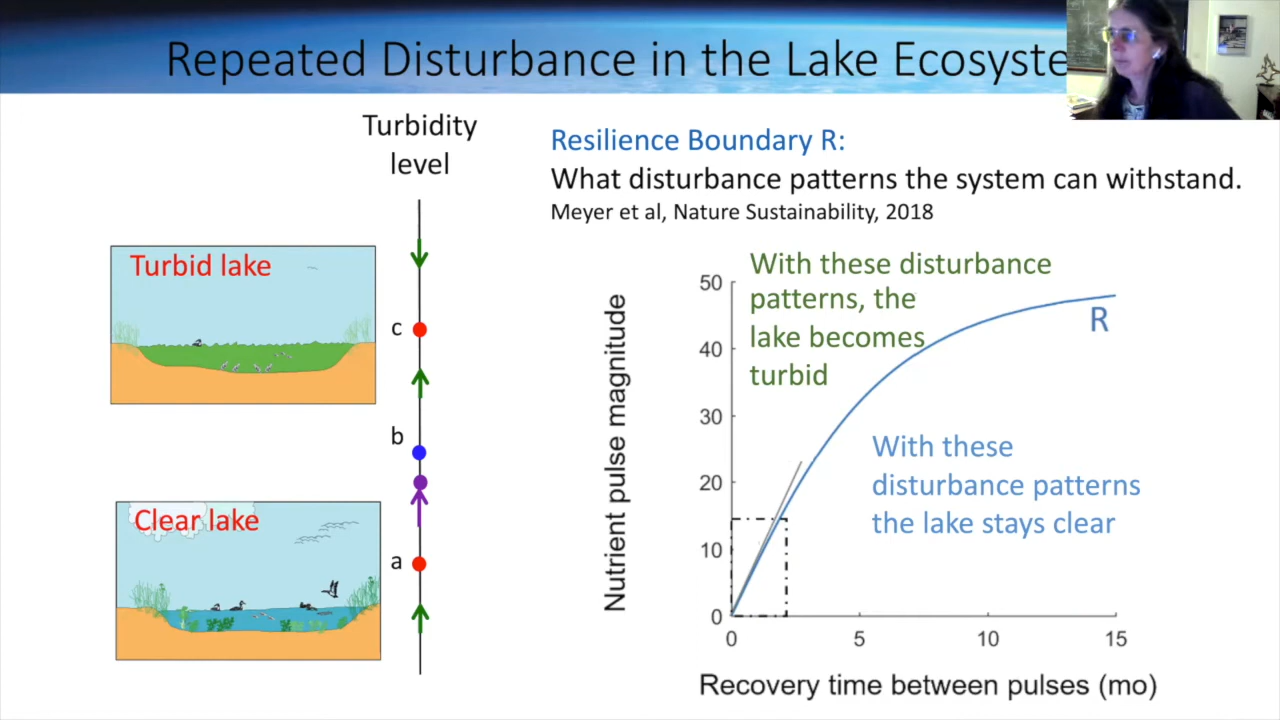 Repeated Disturbance in the Lake Ecosyste
Turbidity
level
Turbid lake
c
b
Clear lake
a
Resilience Boundary R:
What disturbance patterns the system can withstand.
Meyer et al, Nature Sustainability, 2018
With these disturbance
patterns, the
lake becomes
turbid
R
With these
disturbance patterns
the lake stays clear
Nutrient pulse magnitude
50
40
30
20
10
0
0
5
10
15
Recovery time between pulses (mo)